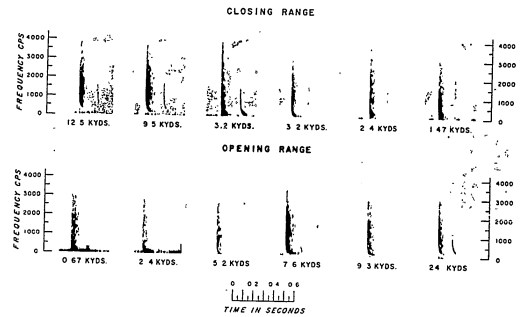 CLOSING RANGE
FREQUENCY CPS
4000
3000
2000
1000
0
4000
3000
2000
1000
0
12 5 KYDS.
9 5 KYDS.
3.2 KYDS.
3 2 KYDS.
2 4 KYDS
1 47 KYDS.
OPENING RANGE
FREQUENCY CPS
4000
3000
2000
1000
0
4000
3000
2000
1000
0
0 67 KYDS.
2 4 KYDS.
5 2 KYDS.
7 6 KYDS.
9 3 KYDS.
24 KYDS.
0 02 04 06
TIME IN SECONDS